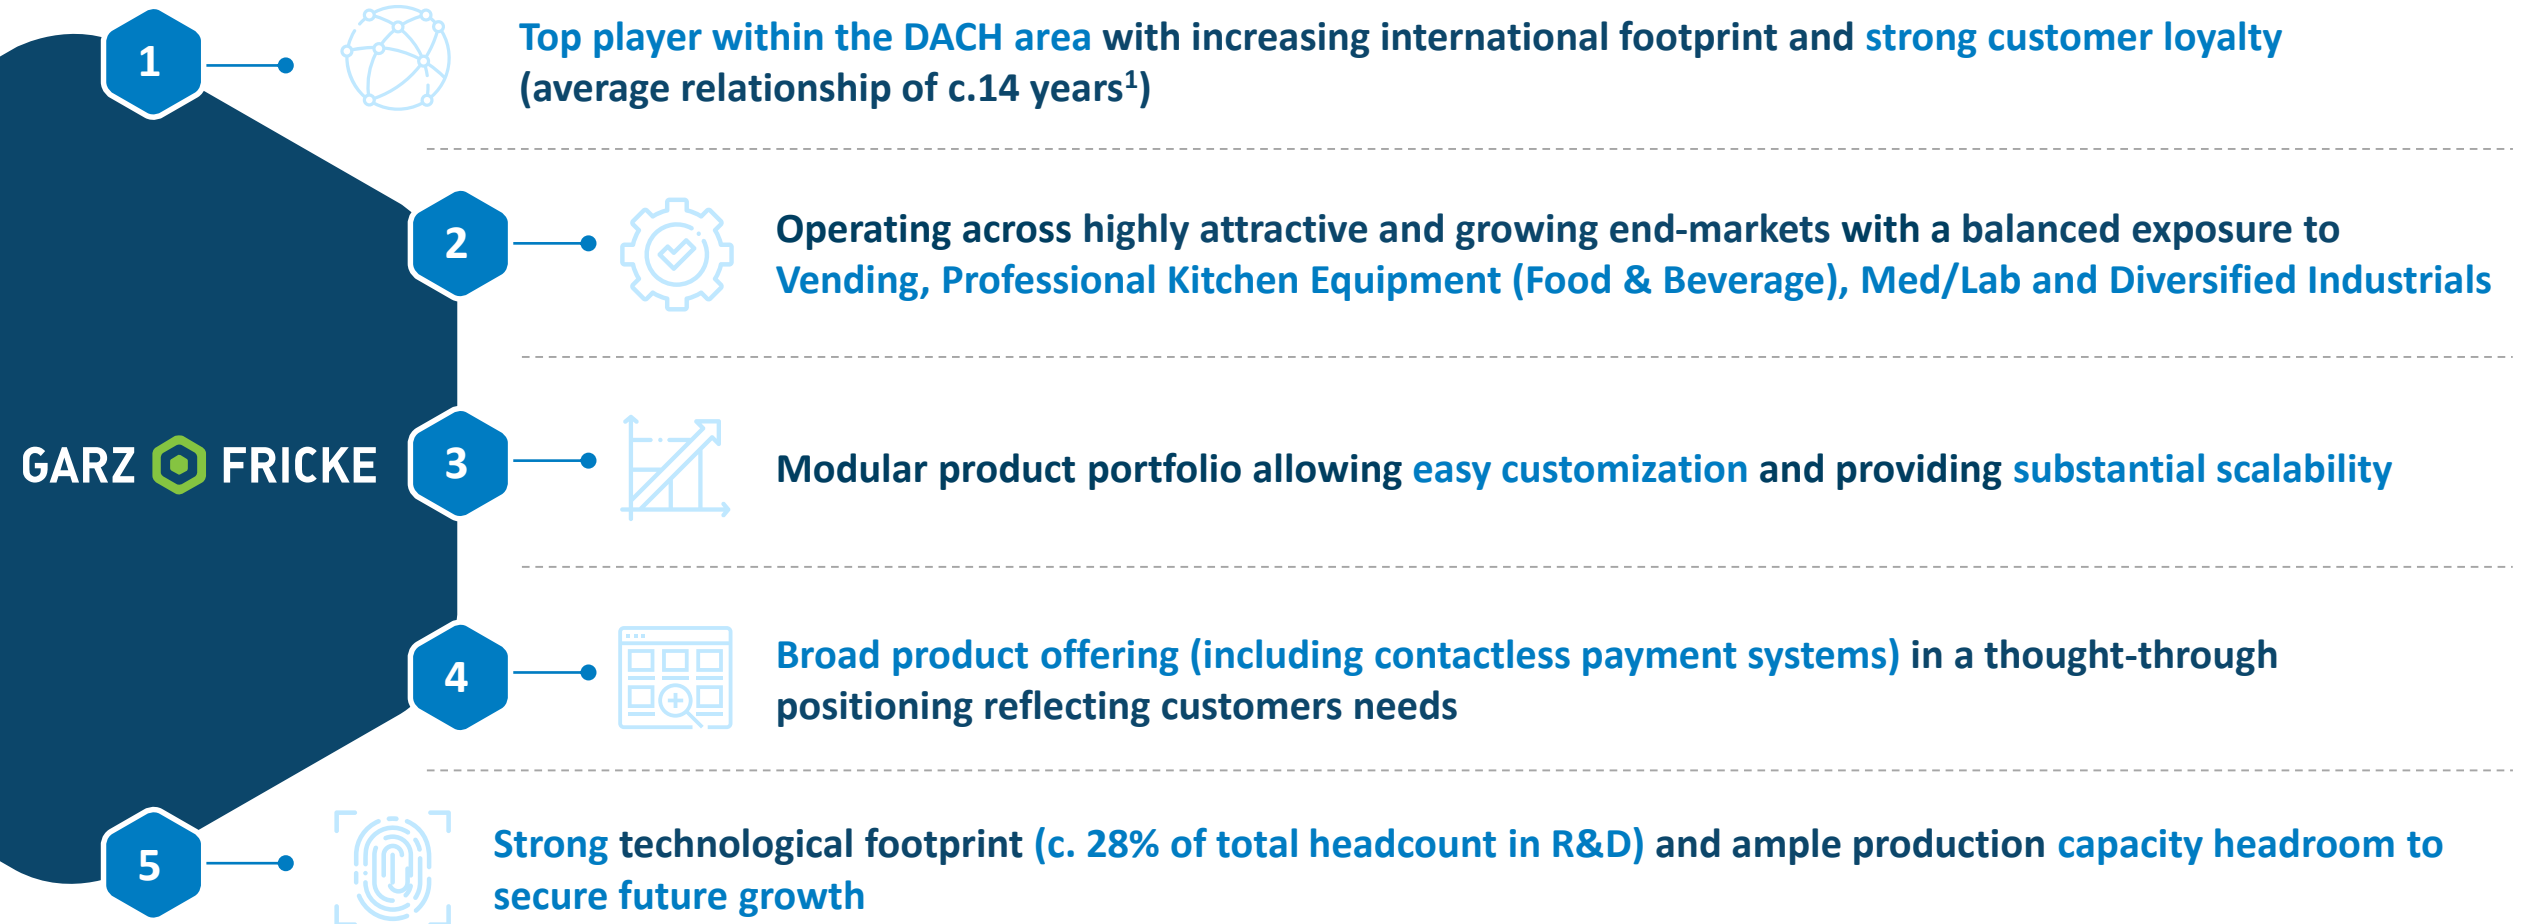 1
Top player within the DACH area with increasing international footprint and strong customer loyalty
(average relationship of c.14 years¹)
2
Operating across highly attractive and growing end-markets with a balanced exposure to
Vending, Professional Kitchen Equipment (Food & Beverage), Med/Lab and Diversified Industrials
GARZ FRICKE
3
Modular product portfolio allowing easy customization and providing substantial scalability
4
Broad product offering (including contactless payment systems) in a thought-through
positioning reflecting customers needs
5
Strong technological footprint (c. 28% of total headcount in R&D) and ample production capacity headroom to
secure future growth